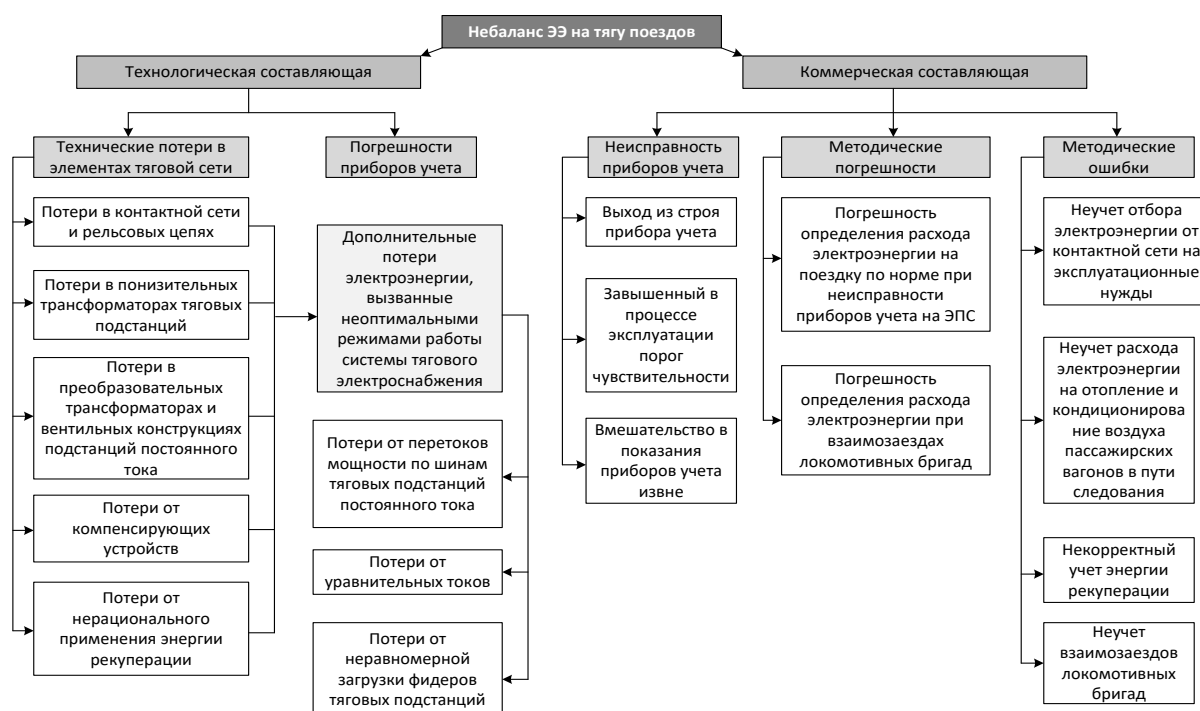 Небаланс ЭЭ на тягу поездов
Технологическая составляющая
Коммерческая составляющая
Технические потери в
элементах тяговой сети
Погрешности
приборов учета
Неисправность
приборов учета
Методические
погрешности
Методические
ошибки
Потери в контактной сети
и рельсовых цепях
Потери в понизительных
трансформаторах тяговых
подстанций
Потери в
преобразовательных
трансформаторах и
вентильных конструкциях
подстанций постоянного
тока
Потери от
компенсирующих
устройств
Потери от
нерационального
применения энергии
рекуперации
Дополнительные
потери
электроэнергии,
вызванные
неоптимальными
режимами работы
системы тягового
электроснабжения
Потери от перетоков
мощности по шинам
тяговых подстанций
постоянного тока
Потери от
уравнительных токов
Потери от
неравномерной
загрузки фидеров
тяговых подстанций
Выход из строя
прибора учета
Завышенный в
процессе
эксплуатации
порог
чувствительности
Вмешательство в
показания
приборов учета
извне
Погрешность
определения расхода
электроэнергии на
поездку по норме при
неисправности
приборов учета на ЭПС
Погрешность
определения расхода
электроэнергии при
взаимозаездах
локомотивных бригад
Неучет отбора
электроэнергии от
контактной сети на
эксплуатационные
нужды
Неучет расхода
электроэнергии
на отопление и
кондиционирова
ние воздуха
пассажирских
вагонов в пути
следования
Некорректный
учет энергии
рекуперации
Неучет
взаимозаездов
локомотивных
бригад